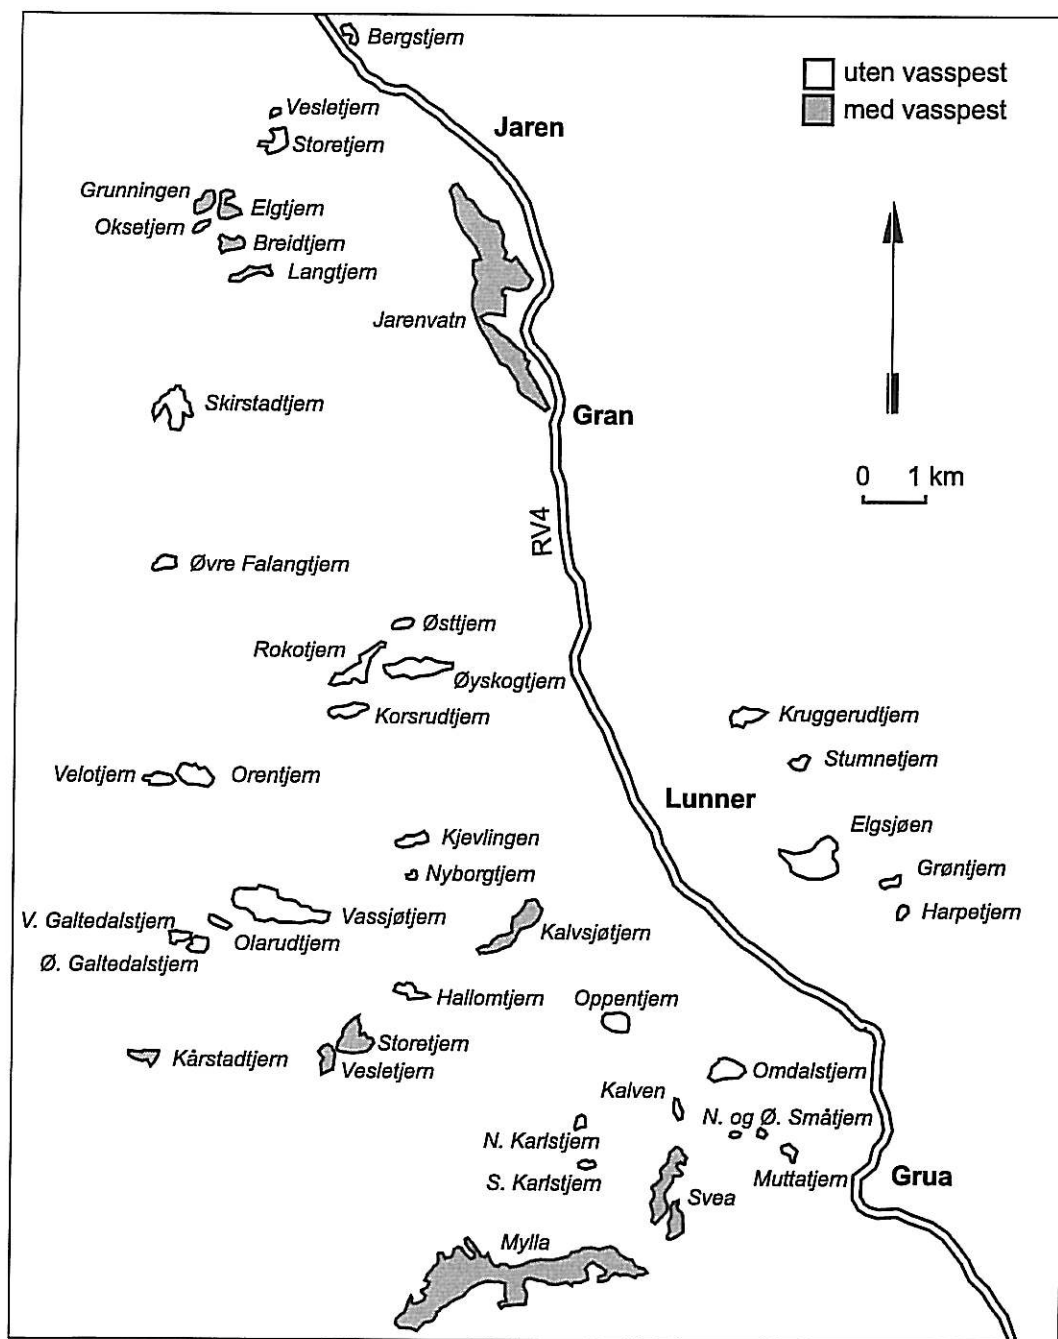 Bergstjern
uten vasspest
med vasspest
Vesletjern
Jaren
Storetjern
Grunningen
Elgtjern
Oksetjern
Breidtjern
Langtjern
Jarenvatn
Skirstadtjern
Gran
0 1 km
RV4
Øvre Falangtjern
Østtjern
Rokotjern
Øyskogtjern
Korsrudtjern
Kruggerudtjern
Velotjern
Orentjern
Stumnetjern
Lunner
Elgsjøen
Kjevlingen
Nyborgtjern
Grøntjern
V. Galtedalstjern
Vassjøtjern
Harpetjern
Olarudtjern
Kalvsjøtjern
Ø. Galtedalstjern
Hallomtjern
Oppentjern
Storetjern
Kårstadtjern
Vesletjern
Omdalstjern
Kalven
N. og Ø. Småtjern
N. Karlstjern
S. Karlstjern
Muttatjern
Grua
Svea
Mylla